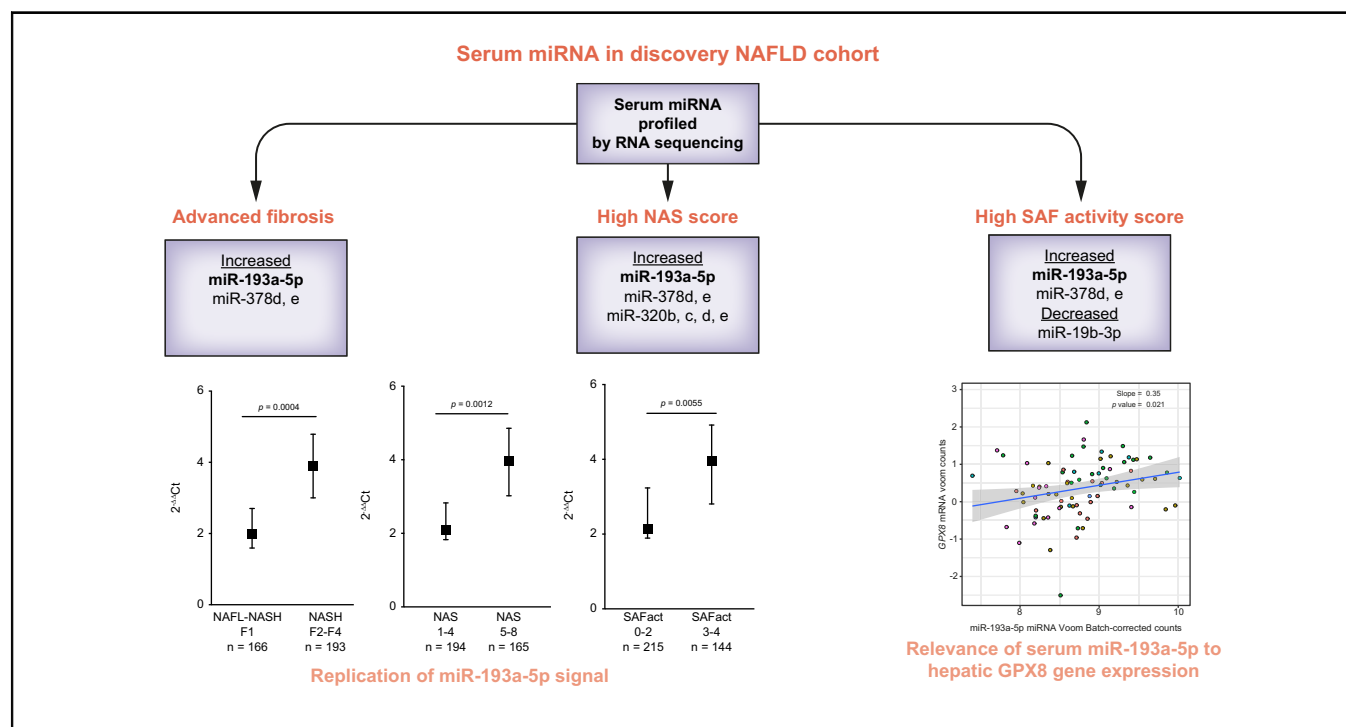 Serum miRNA in discovery NAFLD cohort
Serum miRNA
profiled
by RNA sequencing
Advanced fibrosis
Increased
miR-193a-5p
miR-378d, e
High NAS score
Increased
miR-193a-5p
miR-378d, e
miR-320b, c, d, e
High SAF activity score
Increased
miR-193a-5p
miR-378d, e
Decreased
miR-19b-3p
6
4
2
0
2-ΔΔCt
p = 0.0004
NAFL-NASH
F1
n = 166
NASH
F2-F4
n = 193
6
4
2
0
2-ΔΔCt
p = 0.0012
NAS
1-4
n = 194
NAS
5-8
n = 165
6
4
2
0
2-ΔΔCt
p = 0.0055
SAFact
0-2
n = 215
SAFact
3-4
n = 144
Replication of miR-193a-5p signal
Slope = 0.35
p value = 0.021
3
2
1
0
-1
-2
GPX8 mRNA voom counts
8
9
10
miR-193a-5p miRNA Voom Batch-corrected counts
Relevance of serum miR-193a-5p to
hepatic GPX8 gene expression